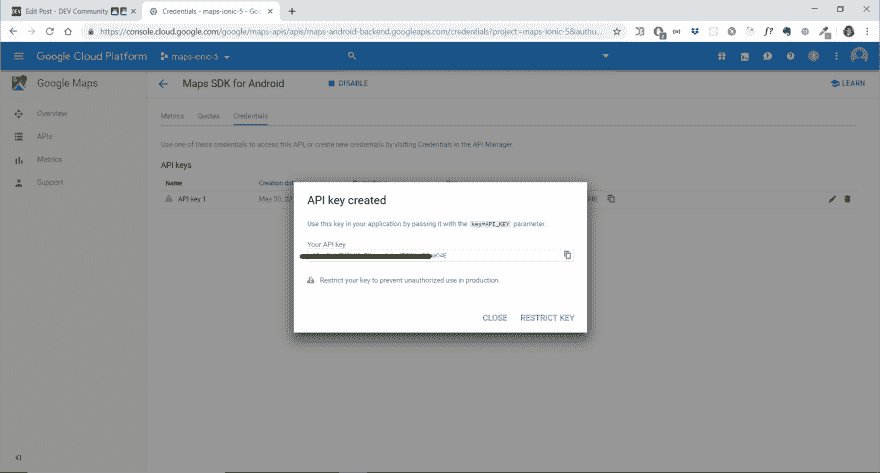 Edit Post - DEV Community
Credentials - maps-ionic-5 - Goo
https://console.cloud.google.com/google/maps-apis/apis/maps-android-backend.googleapis.com/credentials?project=maps-ionic-5&authu...
Google Cloud Platform
maps-ionic-5
Google Maps
Maps SDK for Android
DISABLE
LEARN
Overview
APIs
Metrics
Support
Metrics
Quotas
Credentials
Use one of these credentials to access this API, or create new credentials by visiting Credentials in the API Manager
API keys
Name
Creation dat
API key 1
May 30, 20
API key created
Use this key in your application by passing it with the key=API_KEY parameter.
Your API key
a04E
Restrict your key to prevent unauthorized use in production.
CLOSE
RESTRICT KEY